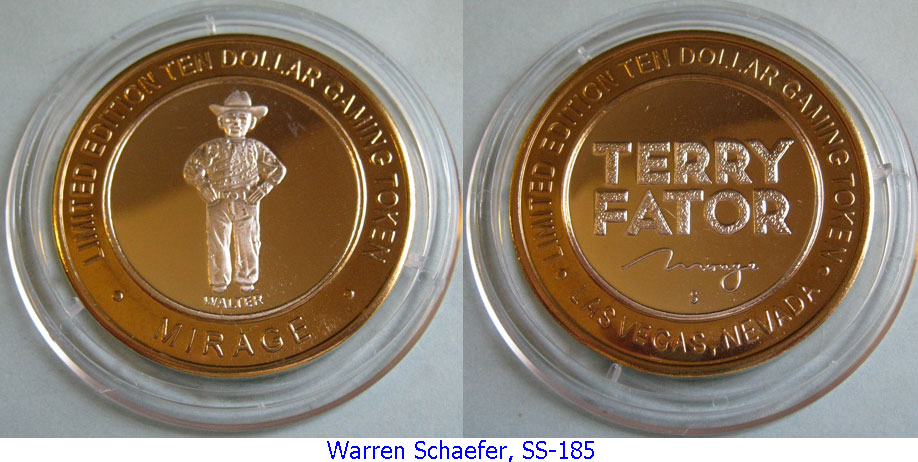 LIMITED EDITION TEN DOLLAR GAMING TOKEN
WALTER
• MIRAGE •
LIMITED EDITION TEN DOLLAR GAMING TOKEN
TERRY
FATOR
Mirage
S
• LAS VEGAS, NEVADA •
Warren Schaefer, SS-185